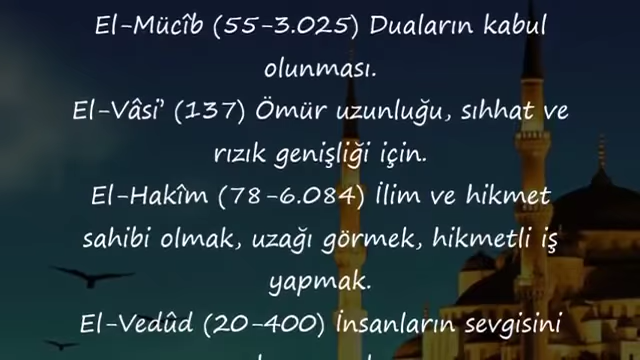 El-Mücîb (55-3.025) Duaların kabul
olunması.
El-Vâsi' (137) Ömür uzunluğu, sıhhat ve
rızık genişliği için.
El-Hakîm (78-6.084) İlim ve hikmet
sahibi olmak, uzağı görmek, hikmetli iş
yapmak.
El-Vedûd (20-400) İnsanların sevgisini